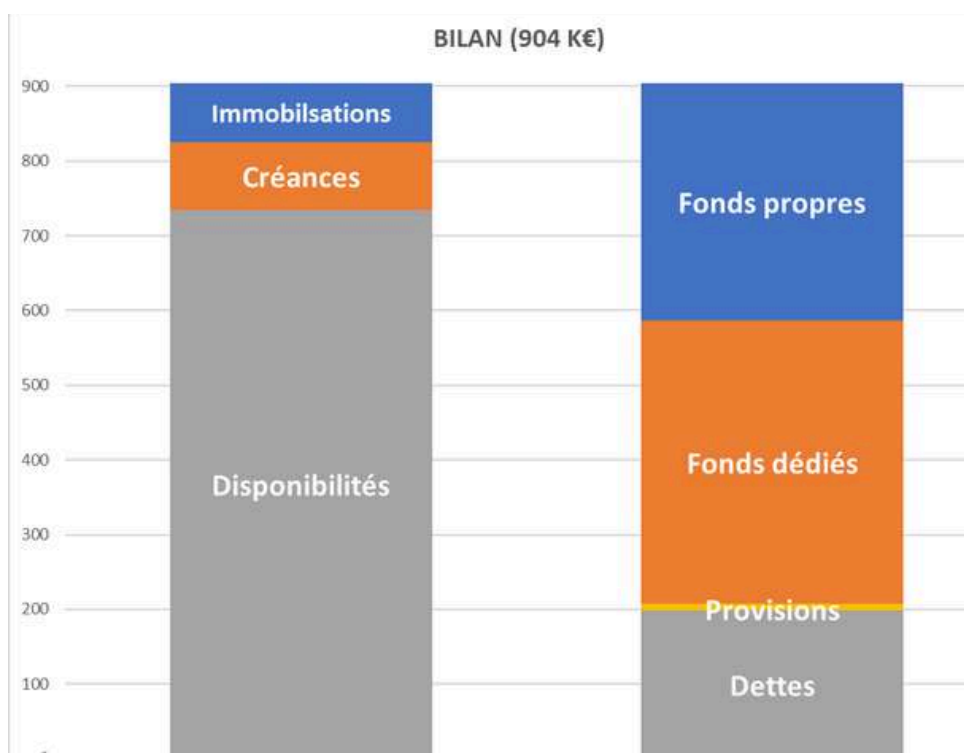 BILAN (904 K€)
900
Immobilsations
800
Créances
Fonds propres
700
600
500
Disponibilités
Fonds dédiés
400
300
200
Provisions
100
Dettes